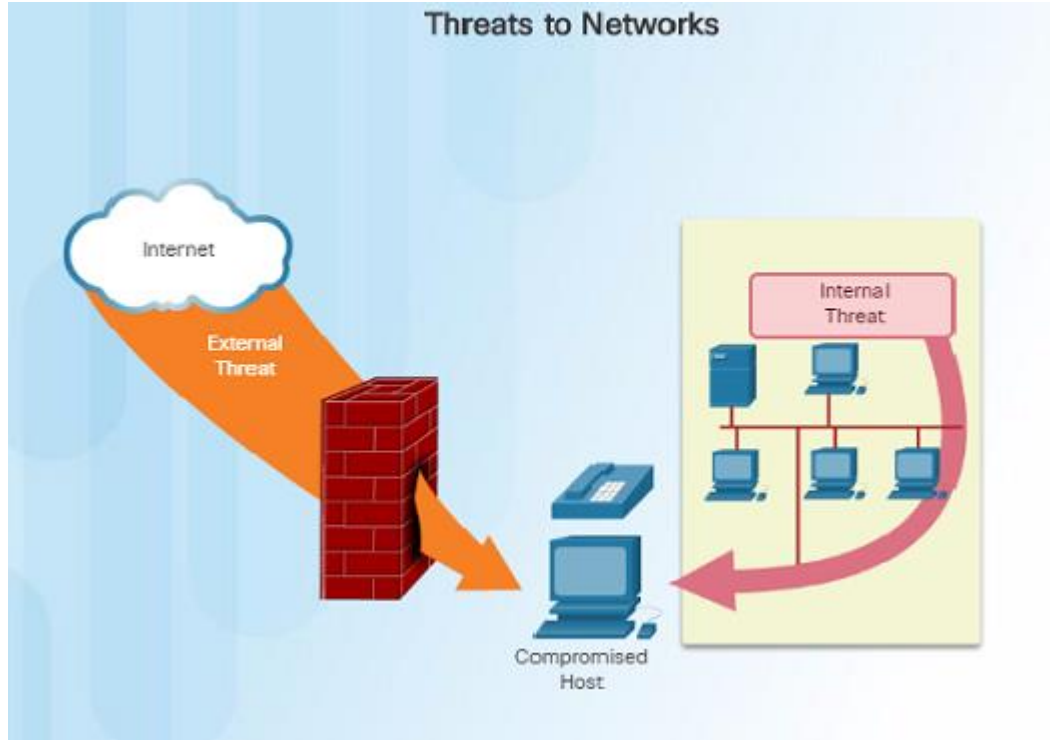 Threats to Networks
Internet
External
Threat
Internal
Threat
Compromised
Host